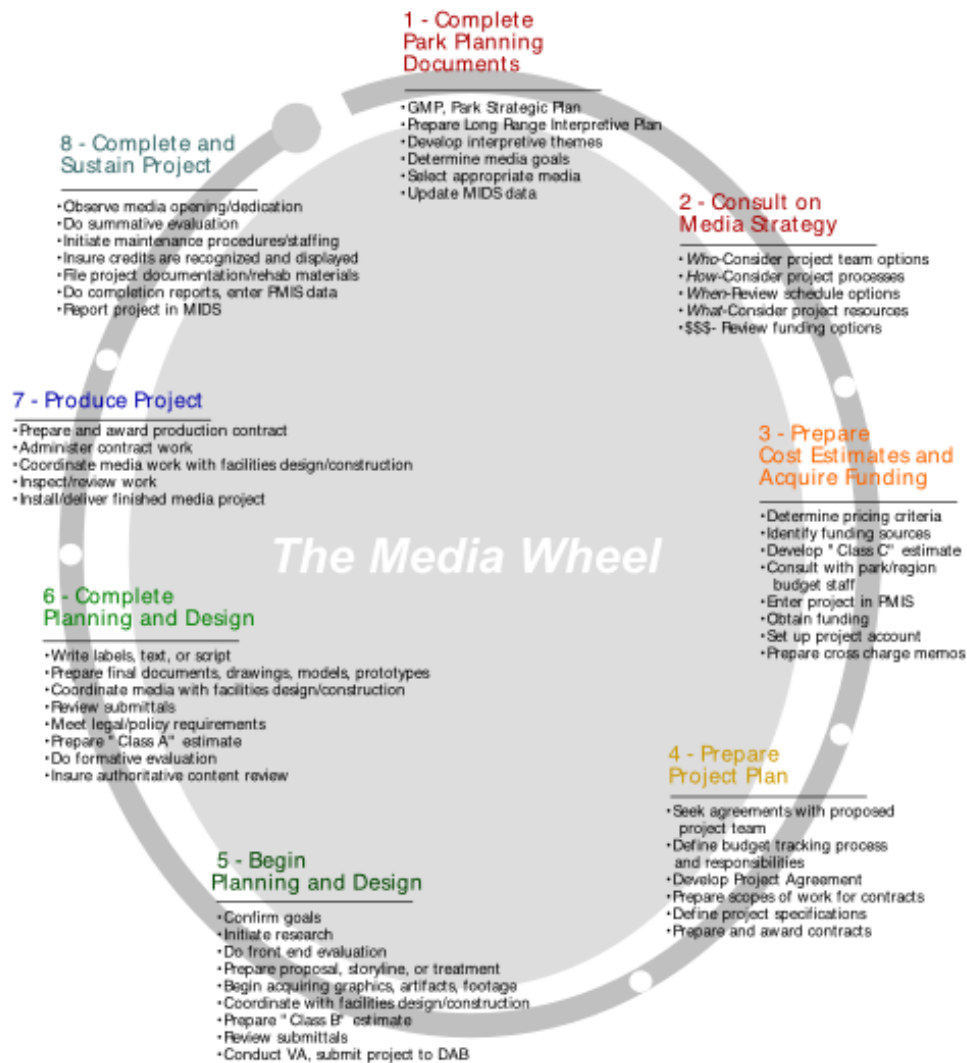 1 - Complete
Park Planning
Documents
•GMP, Park Strategic Plan
•Prepare Long Range Interpretive Plan
•Develop interpretive themes
•Determine media goals
•Select appropriate media
•Update MIDS data
2 - Consult on
Media Strategy
•Who-Consider project team options
•How-Consider project processes
•When-Review schedule options
•What-Consider project resources
•$$$- Review funding options
3 - Prepare
Cost Estimates and
Acquire Funding
•Determine pricing criteria
•Identify funding sources
•Develop "Class C" estimate
•Consult with park/region
budget staff
•Enter project in PMIS
•Obtain funding
•Set up project account
•Prepare cross charge memos
4 - Prepare
Project Plan
•Seek agreements with proposed
project team
•Define budget tracking process
and responsibilities
•Develop Project Agreement
•Prepare scopes of work for contracts
•Define project specifications
•Prepare and award contracts
5 - Begin
Planning and Design
•Confirm goals
•Initiate research
•Do front end evaluation
•Prepare proposal, storyline, or treatment
•Begin acquiring graphics, artifacts, footage
•Coordinate with facilities design/construction
•Prepare "Class B" estimate
•Review submittals
•Conduct VA, submit project to DAB
6 - Complete
Planning and Design
•Write labels, text, or script
•Prepare final documents, drawings, models, prototypes
•Coordinate media with facilities design/construction
•Review submittals
•Meet legal/policy requirements
•Prepare "Class A" estimate
•Do formative evaluation
•Insure authoritative content review
7 - Produce Project
•Prepare and award production contract
•Administer contract work
•Coordinate media work with facilities design/construction
•Inspect/review work
•Install/deliver finished media project
8 - Complete and
Sustain Project
•Observe media opening/dedication
•Do summative evaluation
•Initiate maintenance procedures/staffing
•Insure credits are recognized and displayed
•File project documentation/rehab materials
•Do completion reports, enter PMIS data
•Report project in MIDS
The Media Wheel